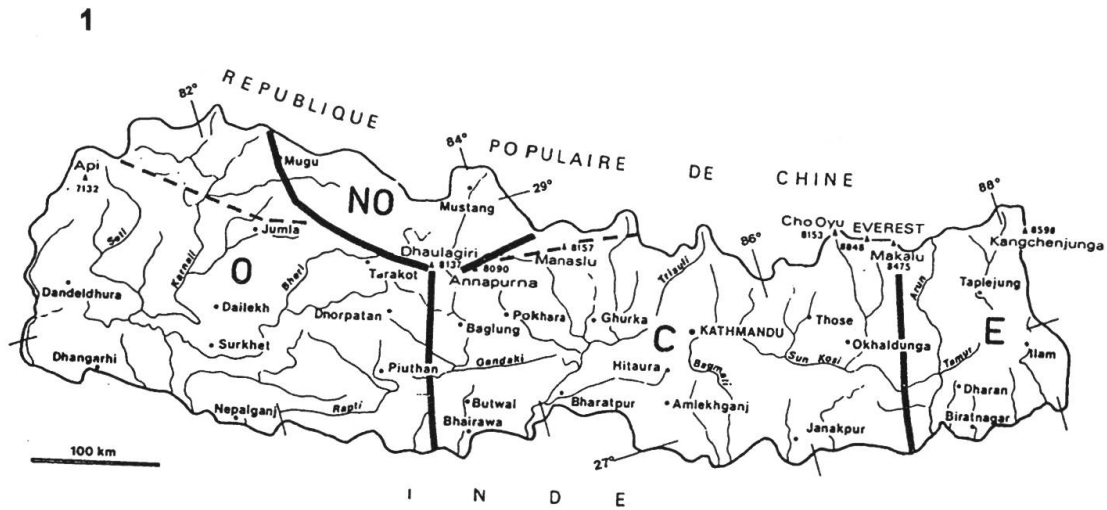 1
REPUBLIQUE POPULAIRE DE CHINE
82°
84°
29°
86°
88°
27°
Api
7132
Mugu
NO
Mustang
Jumla
Seti
Karnali
O
Bheri
Dhaulagiri
8137
Tarakot
8090
Annapurna
8157
Manaslu
Trisuli
Cho Oyu
8153
EVEREST
8848
Makalu
8475
8598
Kangchenjunga
Arun
Taplejung
Dandeldhura
Dailekh
Dhorpatan
Baglung
Pokhara
Ghurka
C
KATHMANDU
Those
Okhaldunga
E
Ilam
Surkhet
Dhangarhi
Piuthan
Gandaki
Hitaura
Bagmati
Sun Kosi
Tamur
Nepalganj
Rapti
Butwal
Bhairawa
Bharatpur
Amlekhganj
Janakpur
Dharan
Biratnagar
100 km
INDE